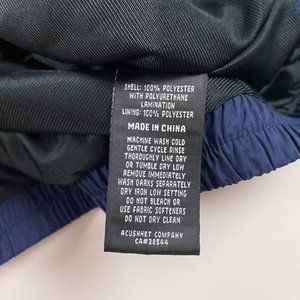 SHELL: 100% POLYESTER
WITH POLYURETHANE
LAMINATION
LINING: 100% POLYESTER
MADE IN CHINA
MACHINE WASH COLD
GENTLE CYCLE RINSE
THOROUGHLY LINE DRY
OR TUMBLE DRY LOW
REMOVE IMMEDIATELY
WASH DARKS SEPARATELY
DRY IRON LOW SETTING
DO NOT BLEACH OR
USE FABRIC SOFTENERS
DO NOT DRY CLEAN
ACUSHNET COMPANY
CA#28544